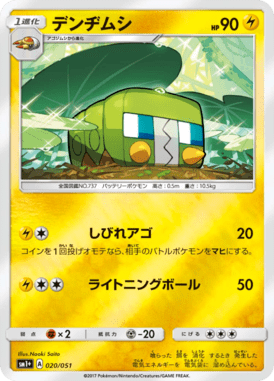 1進化
デンヂムシ
HP90
アゴジムシから進化
全国図鑑NO.737 バッテリーポケモン 高さ:0.5m 重さ:10.5kg
しびれアゴ
コインを1回投げオモテなら、相手のバトルポケモンをマヒにする。
ライトニングボール 50
弱点 ×2 抵抗力 -20 にげる
illus.Naoki Saito
SM1+ A 020/051
©2017 Pokémon/Nintendo/Creatures/GAME FREAK.